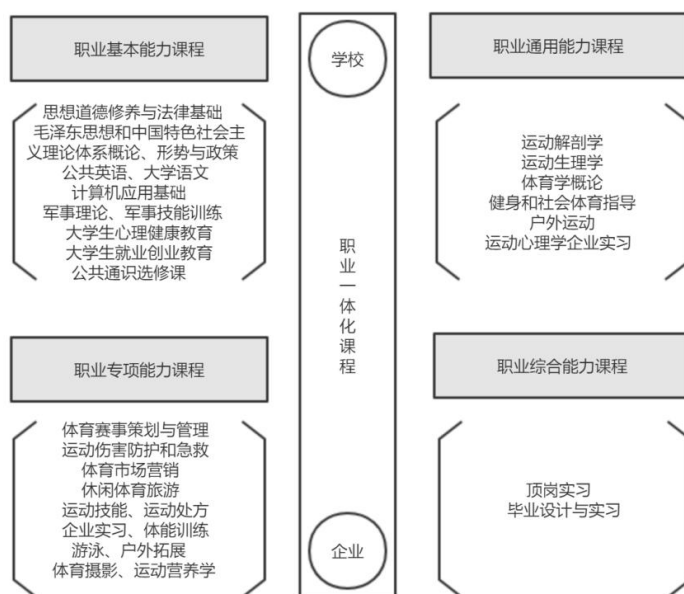 职业基本能力课程
思想道德修养与法律基础
毛泽东思想和中国特色社会主
义理论体系概论、形势与政策
公共英语、大学语文
计算机应用基础
军事理论、军事技能训练
大学生心理健康教育
大学生就业创业教育
公共通识选修课
学校
职业一体化课程
企业
职业通用能力课程
运动解剖学
运动生理学
体育学概论
健身和社会体育指导
户外运动
运动心理学企业实习
职业专项能力课程
体育赛事策划与管理
运动伤害防护和急救
体育市场营销
休闲体育旅游
运动技能、运动处方
企业实习、体能训练
游泳、户外拓展
体育摄影、运动营养学
职业综合能力课程
顶岗实习
毕业设计与实习